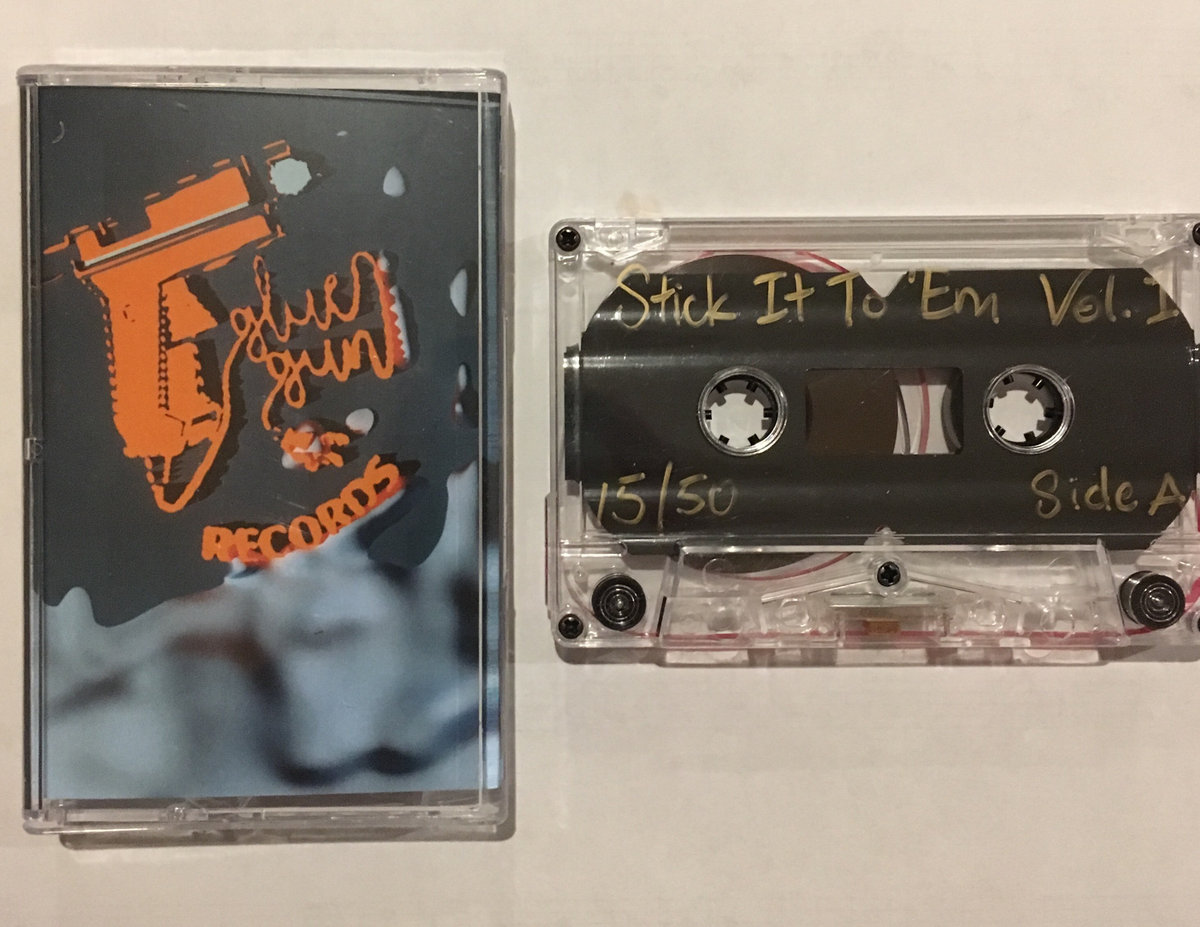 glue
gun
RECORDS
Stick It To 'Em Vol. I
15/50
Side A